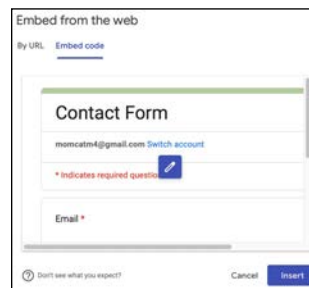 Embed from the web
By URL Embed code
Contact Form
momcatm4@gmail.com Switch account
* Indicates required questio
Email *
Don't see what you expect? Cancel Insert